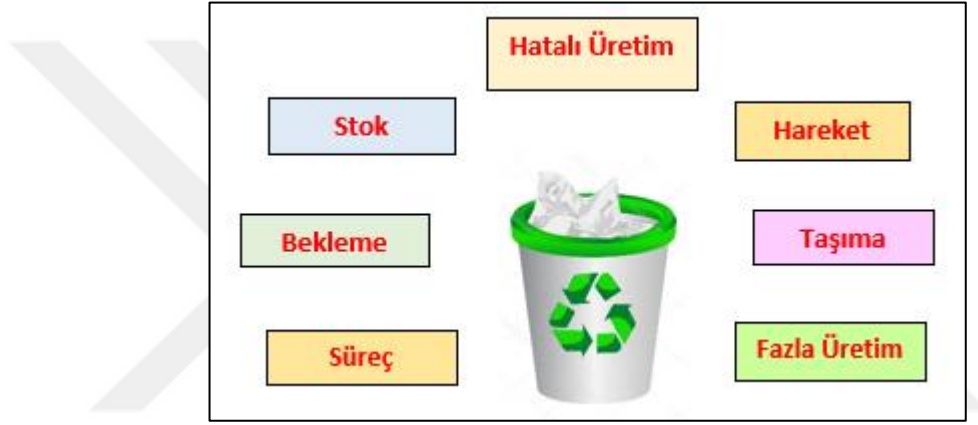 Hatalı Üretim
Stok
Hareket
Bekleme
Taşıma
Süreç
Fazla Üretim